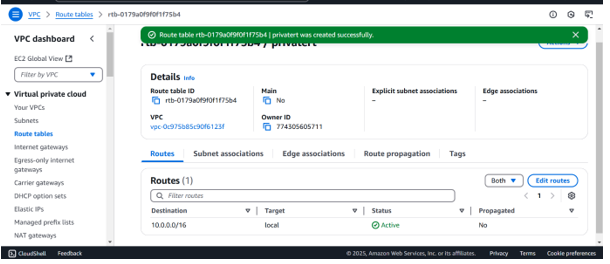 VPC > Route tables > rtb-0179a0f9f0f1f75b4
VPC dashboard
EC2 Global View
Filter by VPC
Virtual private cloud
Your VPCs
Subnets
Route tables
Internet gateways
Egress-only internet
gateways
Carrier gateways
DHCP option sets
Elastic IPs
Managed prefix lists
NAT gateways
Route table rtb-0179a0f9f0f1f75b4 | privatert was created successfully.
rtb-0179a0f9f0f1f75b4 / privatert
Details Info
Route table ID
rtb-0179a0f9f0f1f75b4
Main
No
Explicit subnet associations
–
Edge associations
–
VPC
vpc-0c975b85c90f6123f
Owner ID
774305605711
Routes Subnet associations Edge associations Route propagation Tags
Routes (1)
Both
Edit routes
Filter routes
1
Destination Target Status Propagated
10.0.0.0/16 local Active No
CloudShell Feedback © 2025, Amazon Web Services, Inc. or its affiliates. Privacy Terms Cookie preferences